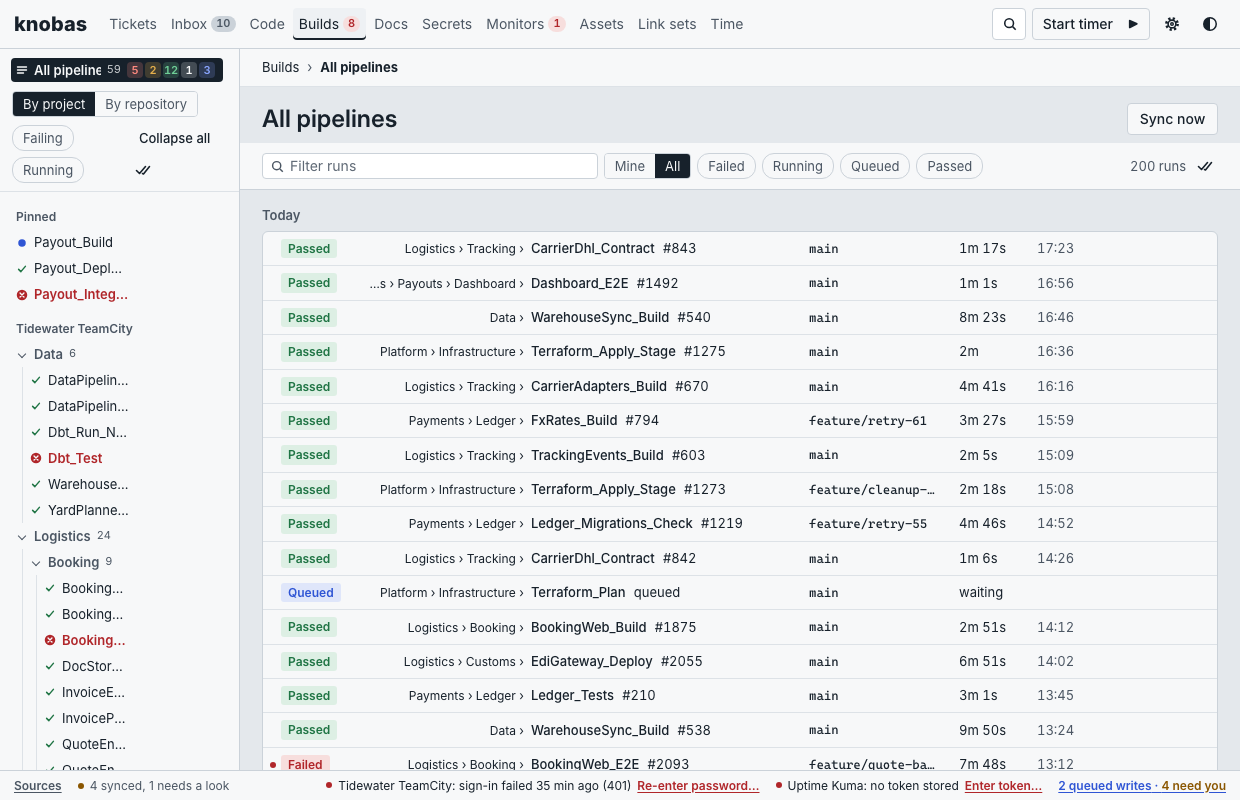 knobas Tickets Inbox 10 Code Builds 8 Docs Secrets Monitors 1 Assets Link sets Time Start timer
All pipeline 59 5 2 12 1 3
By project By repository
Failing Collapse all
Running
Pinned
Payout_Build
Payout_Depl...
Payout_Integ...
Tidewater TeamCity
Data 6
DataPipelin...
DataPipelin...
Dbt_Run_N...
Dbt_Test
Warehouse...
YardPlanne...
Logistics 24
Booking 9
Booking...
Booking...
Booking...
DocStor...
InvoiceE...
InvoiceP...
QuoteEn...
QuoteEn...
Builds › All pipelines
All pipelines Sync now
Filter runs Mine All Failed Running Queued Passed 200 runs
Today
Passed Logistics › Tracking › CarrierDhl_Contract #843 main 1m 17s 17:23
Passed ...s › Payouts › Dashboard › Dashboard_E2E #1492 main 1m 1s 16:56
Passed Data › WarehouseSync_Build #540 main 8m 23s 16:46
Passed Platform › Infrastructure › Terraform_Apply_Stage #1275 main 2m 16:36
Passed Logistics › Tracking › CarrierAdapters_Build #670 main 4m 41s 16:16
Passed Payments › Ledger › FxRates_Build #794 feature/retry-61 3m 27s 15:59
Passed Logistics › Tracking › TrackingEvents_Build #603 main 2m 5s 15:09
Passed Platform › Infrastructure › Terraform_Apply_Stage #1273 feature/cleanup-... 2m 18s 15:08
Passed Payments › Ledger › Ledger_Migrations_Check #1219 feature/retry-55 4m 46s 14:52
Passed Logistics › Tracking › CarrierDhl_Contract #842 main 1m 6s 14:26
Queued Platform › Infrastructure › Terraform_Plan queued main waiting
Passed Logistics › Booking › BookingWeb_Build #1875 main 2m 51s 14:12
Passed Logistics › Customs › EdiGateway_Deploy #2055 main 6m 51s 14:02
Passed Payments › Ledger › Ledger_Tests #210 main 3m 1s 13:45
Passed Data › WarehouseSync_Build #538 main 9m 50s 13:24
Failed Logistics › Booking › BookingWeb_E2E #2093 feature/quote-ba... 7m 48s 13:12
Sources 4 synced, 1 needs a look Tidewater TeamCity: sign-in failed 35 min ago (401) Re-enter password... Uptime Kuma: no token stored Enter token... 2 queued writes · 4 need you